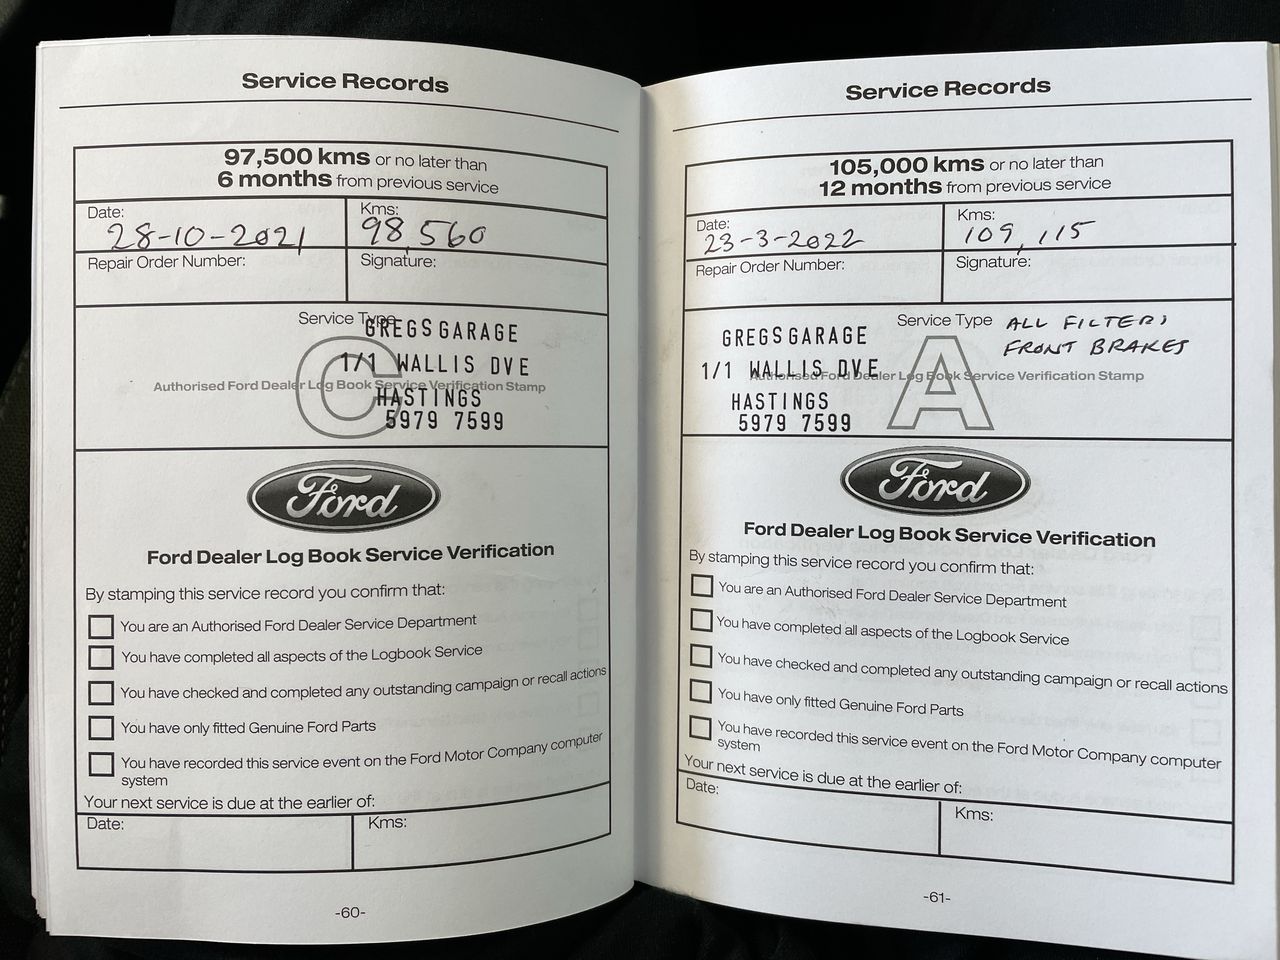 Service Records
97,500 kms or no later than
6 months from previous service
Date:
28-10-2021
Kms:
98,560
Repair Order Number:
Signature:
Service Type
C
GREGS GARAGE
1/1 WALLIS DVE
Authorised Ford Dealer Log Book Service Verification Stamp
HASTINGS
5979 7599
Ford
Ford Dealer Log Book Service Verification
By stamping this service record you confirm that:
You are an Authorised Ford Dealer Service Department
You have completed all aspects of the Logbook Service
You have checked and completed any outstanding campaign or recall actions
You have only fitted Genuine Ford Parts
You have recorded this service event on the Ford Motor Company computer
system
Your next service is due at the earlier of:
Date:
Kms:
-60-
Service Records
105,000 kms or no later than
12 months from previous service
Date:
23-3-2022
Kms:
109,115
Repair Order Number:
Signature:
Service Type
ALL FILTERS
FRONT BRAKES
A
GREGS GARAGE
1/1 WALLIS DVE
Authorised Ford Dealer Log Book Service Verification Stamp
HASTINGS
5979 7599
Ford
Ford Dealer Log Book Service Verification
By stamping this service record you confirm that:
You are an Authorised Ford Dealer Service Department
You have completed all aspects of the Logbook Service
You have checked and completed any outstanding campaign or recall actions
You have only fitted Genuine Ford Parts
You have recorded this service event on the Ford Motor Company computer
system
Your next service is due at the earlier of:
Date:
Kms:
-61-